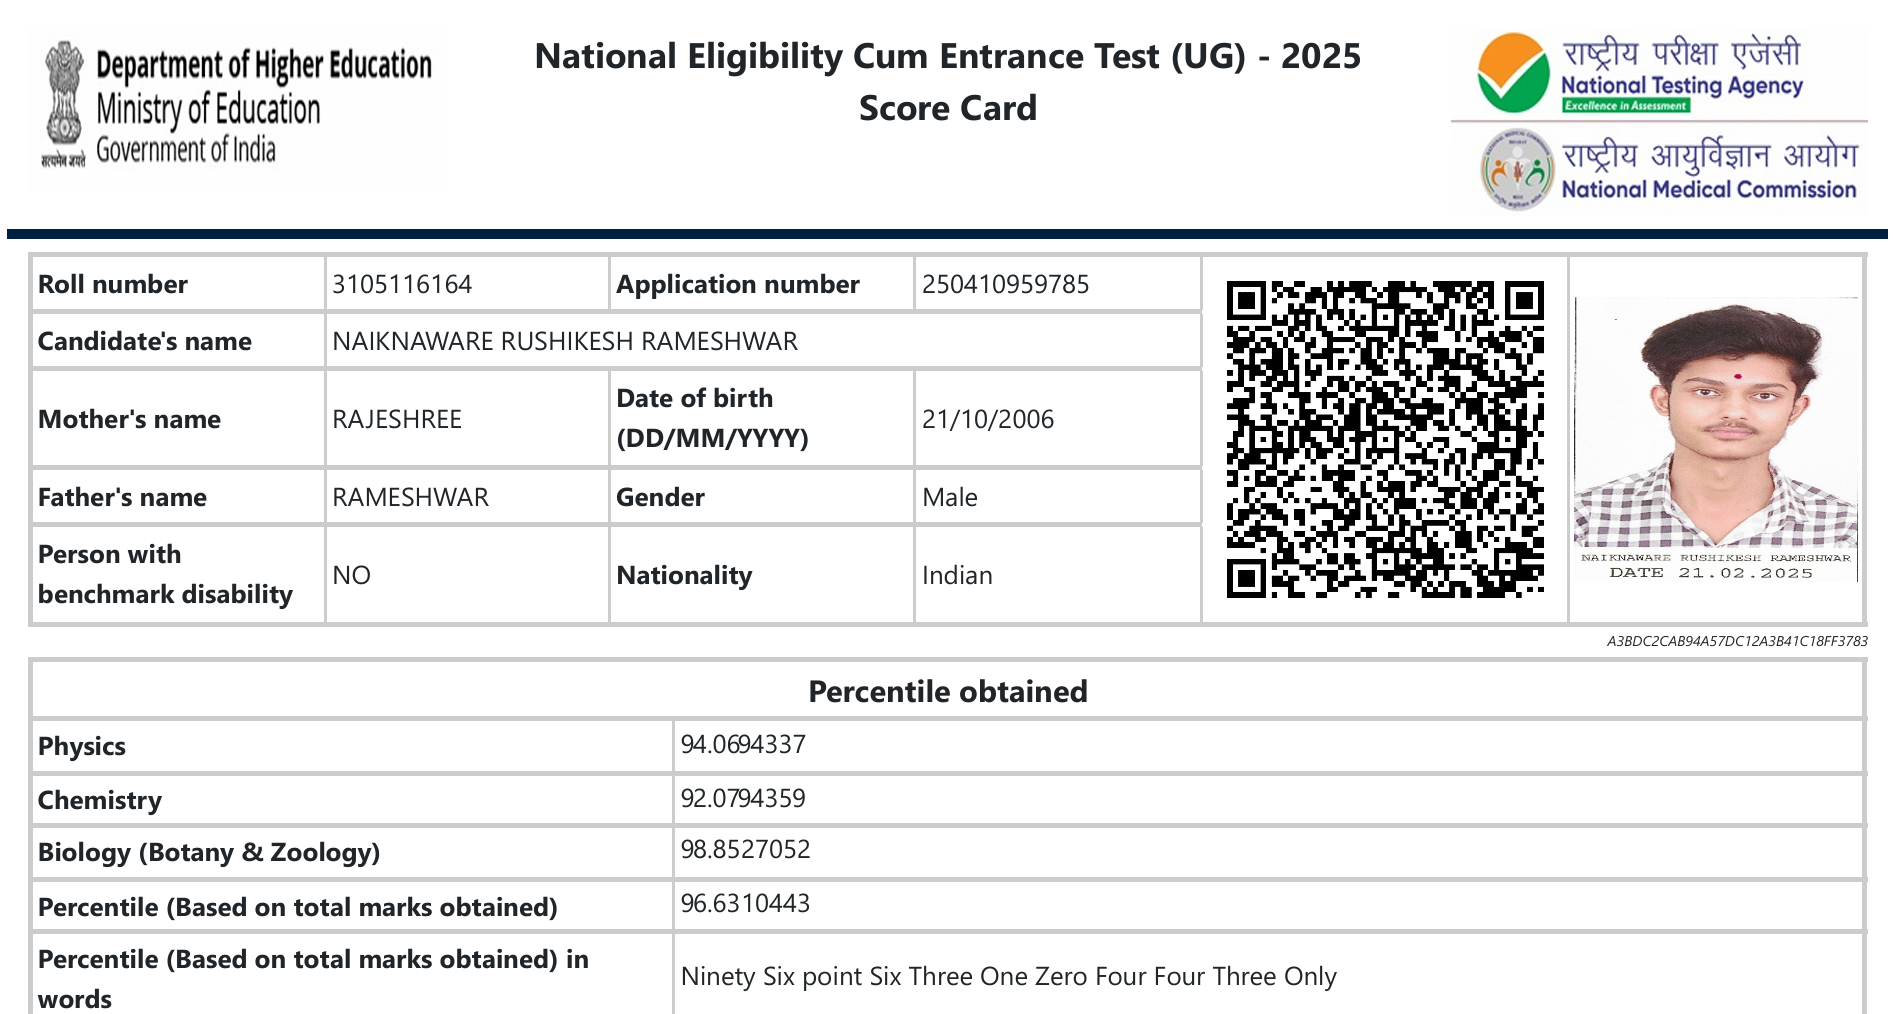 Department of Higher Education
Ministry of Education
Government of India
सत्यमेव जयते
National Eligibility Cum Entrance Test (UG) - 2025
Score Card
राष्ट्रीय परीक्षा एजेंसी
National Testing Agency
Excellence in Assessment
राष्ट्रीय आयुर्विज्ञान आयोग
National Medical Commission
Roll number 3105116164 Application number 250410959785
Candidate's name NAIKNAWARE RUSHIKESH RAMESHWAR
Mother's name RAJESHREE Date of birth (DD/MM/YYYY) 21/10/2006
Father's name RAMESHWAR Gender Male
Person with benchmark disability NO Nationality Indian
NAIKNAWARE RUSHIKESH RAMESHWAR
DATE 21.02.2025
A3BDC2CAB94A57DC12A3B41C18FF3783
Percentile obtained
Physics 94.0694337
Chemistry 92.0794359
Biology (Botany & Zoology) 98.8527052
Percentile (Based on total marks obtained) 96.6310443
Percentile (Based on total marks obtained) in words Ninety Six point Six Three One Zero Four Four Three Only